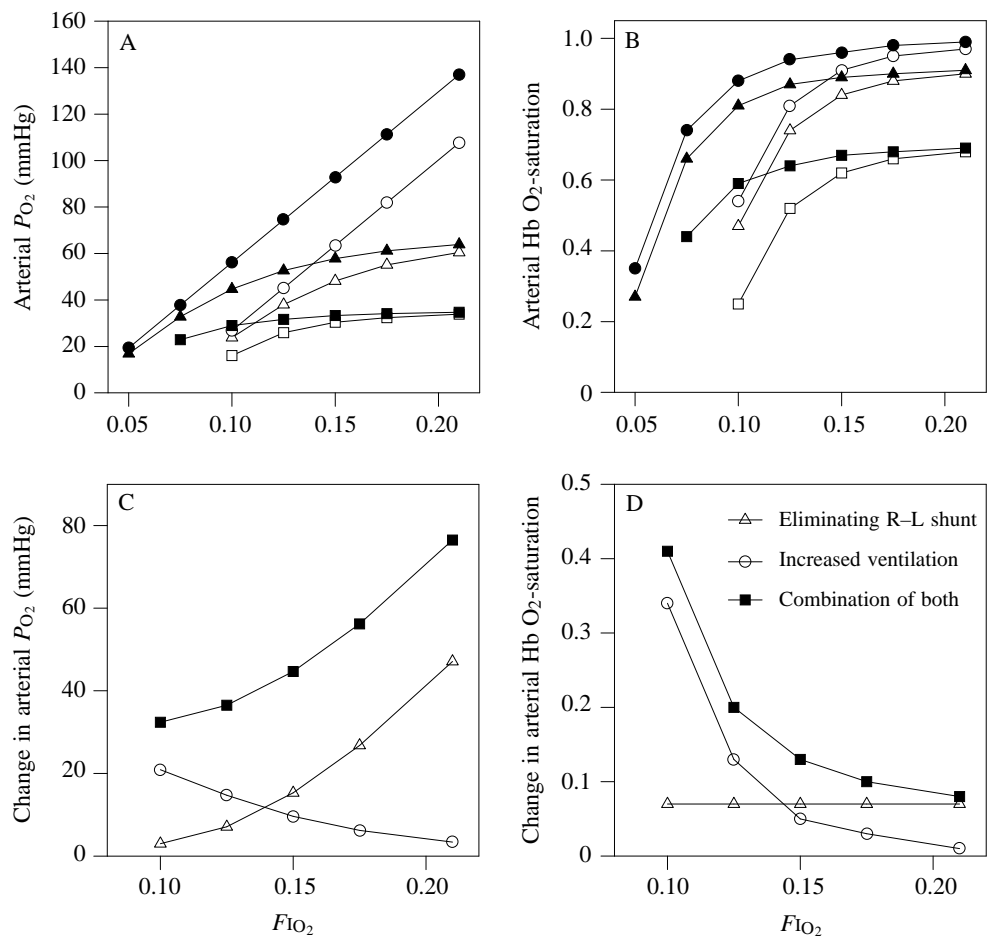 A
Arterial PO2 (mmHg)
160
140
120
100
80
60
40
20
0
0.05 0.10 0.15 0.20
B
Arterial Hb O2-saturation
1.0
0.8
0.6
0.4
0.2
0
0.05 0.10 0.15 0.20
C
Change in arterial PO2 (mmHg)
80
60
40
20
0
0.10 0.15 0.20
FIO2
D
Change in arterial Hb O2-saturation
0.5
0.4
0.3
0.2
0.1
0
Eliminating R–L shunt
Increased ventilation
Combination of both
0.10 0.15 0.20
FIO2